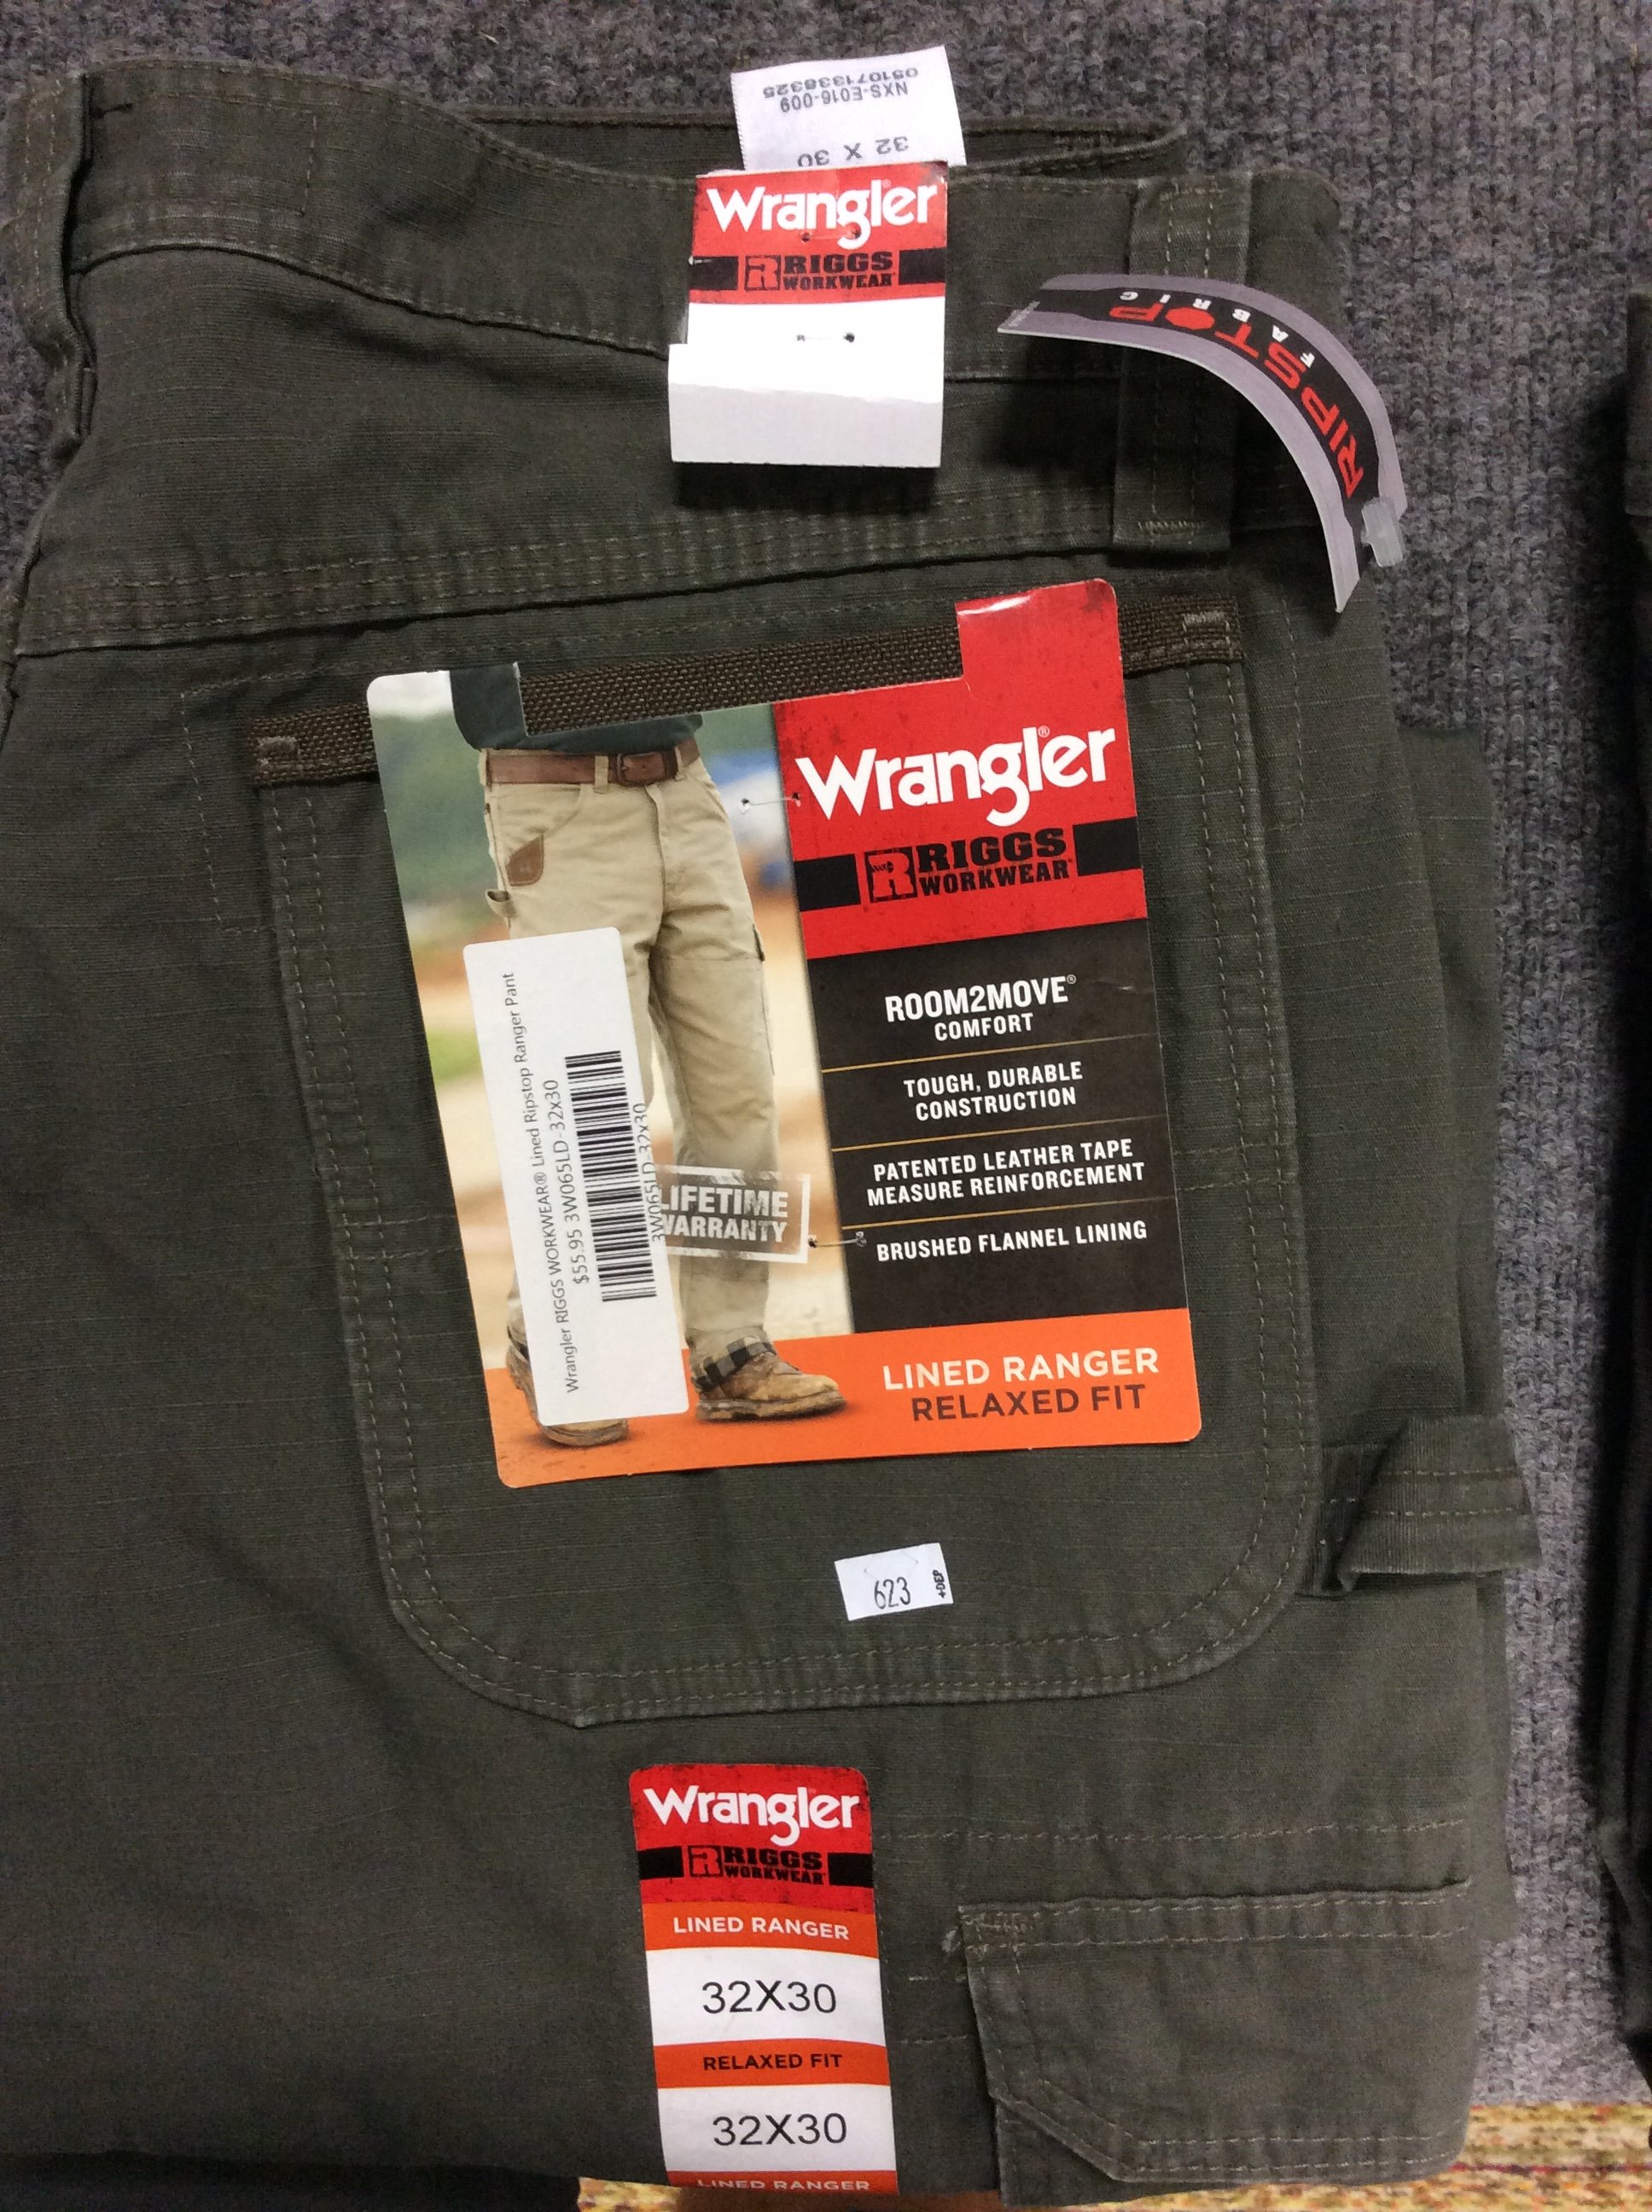 051071338325
NXS-E016-009
32 X 30
Wrangler
R RIGGS
WORKWEAR
RIPSTOP
FABRIC
Wrangler®
R RIGGS
WORKWEAR
ROOM2MOVE®
COMFORT
TOUGH, DURABLE
CONSTRUCTION
PATENTED LEATHER TAPE
MEASURE REINFORCEMENT
BRUSHED FLANNEL LINING
LIFETIME
WARRANTY
LINED RANGER
RELAXED FIT
Wrangler RIGGS WORKWEAR® Lined Ripstop Ranger Pant
$55.95 3W065LD-32x30
3W065LD-32x30
623
Wrangler
R RIGGS
WORKWEAR
LINED RANGER
32X30
RELAXED FIT
32X30
LINED RANGER